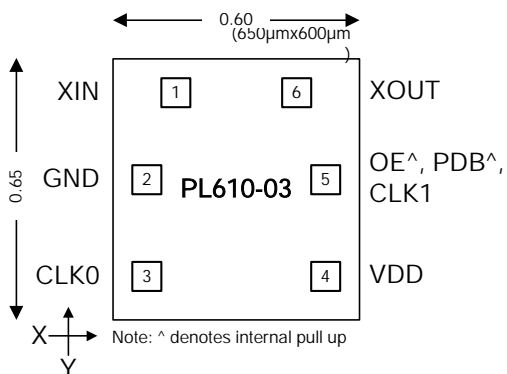 0.60
(650µmx600µm
)
XIN
1
6
XOUT
0.65
GND
2
PL610-03
5
OE^, PDB^,
CLK1
CLK0
3
4
VDD
X
Y
Note: ^ denotes internal pull up